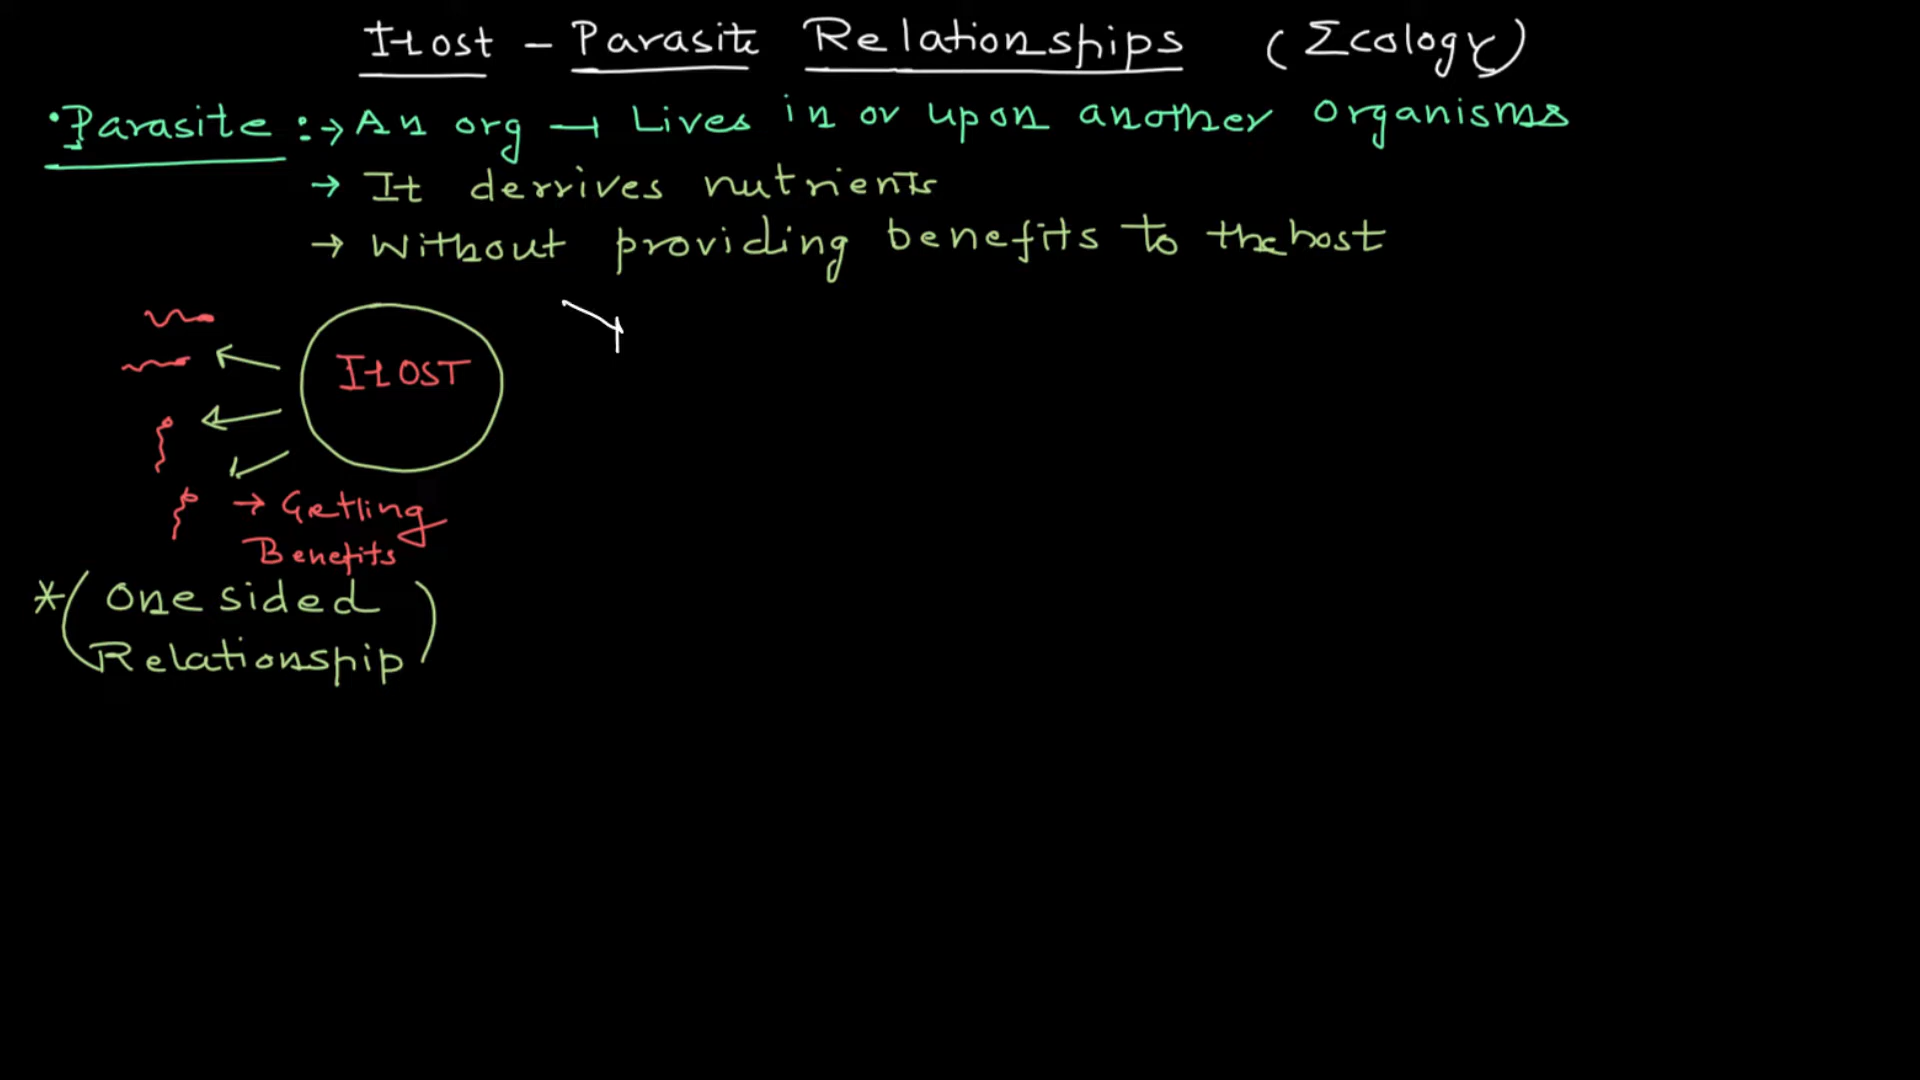 Host - Parasite Relationships (Ecology)
• Parasite :→ An org → Lives in or upon another organisms
→ It derrives nutrients
→ Without providing benefits to the host
HOST
→ Getting
Benefits
* (One sided
Relationship)